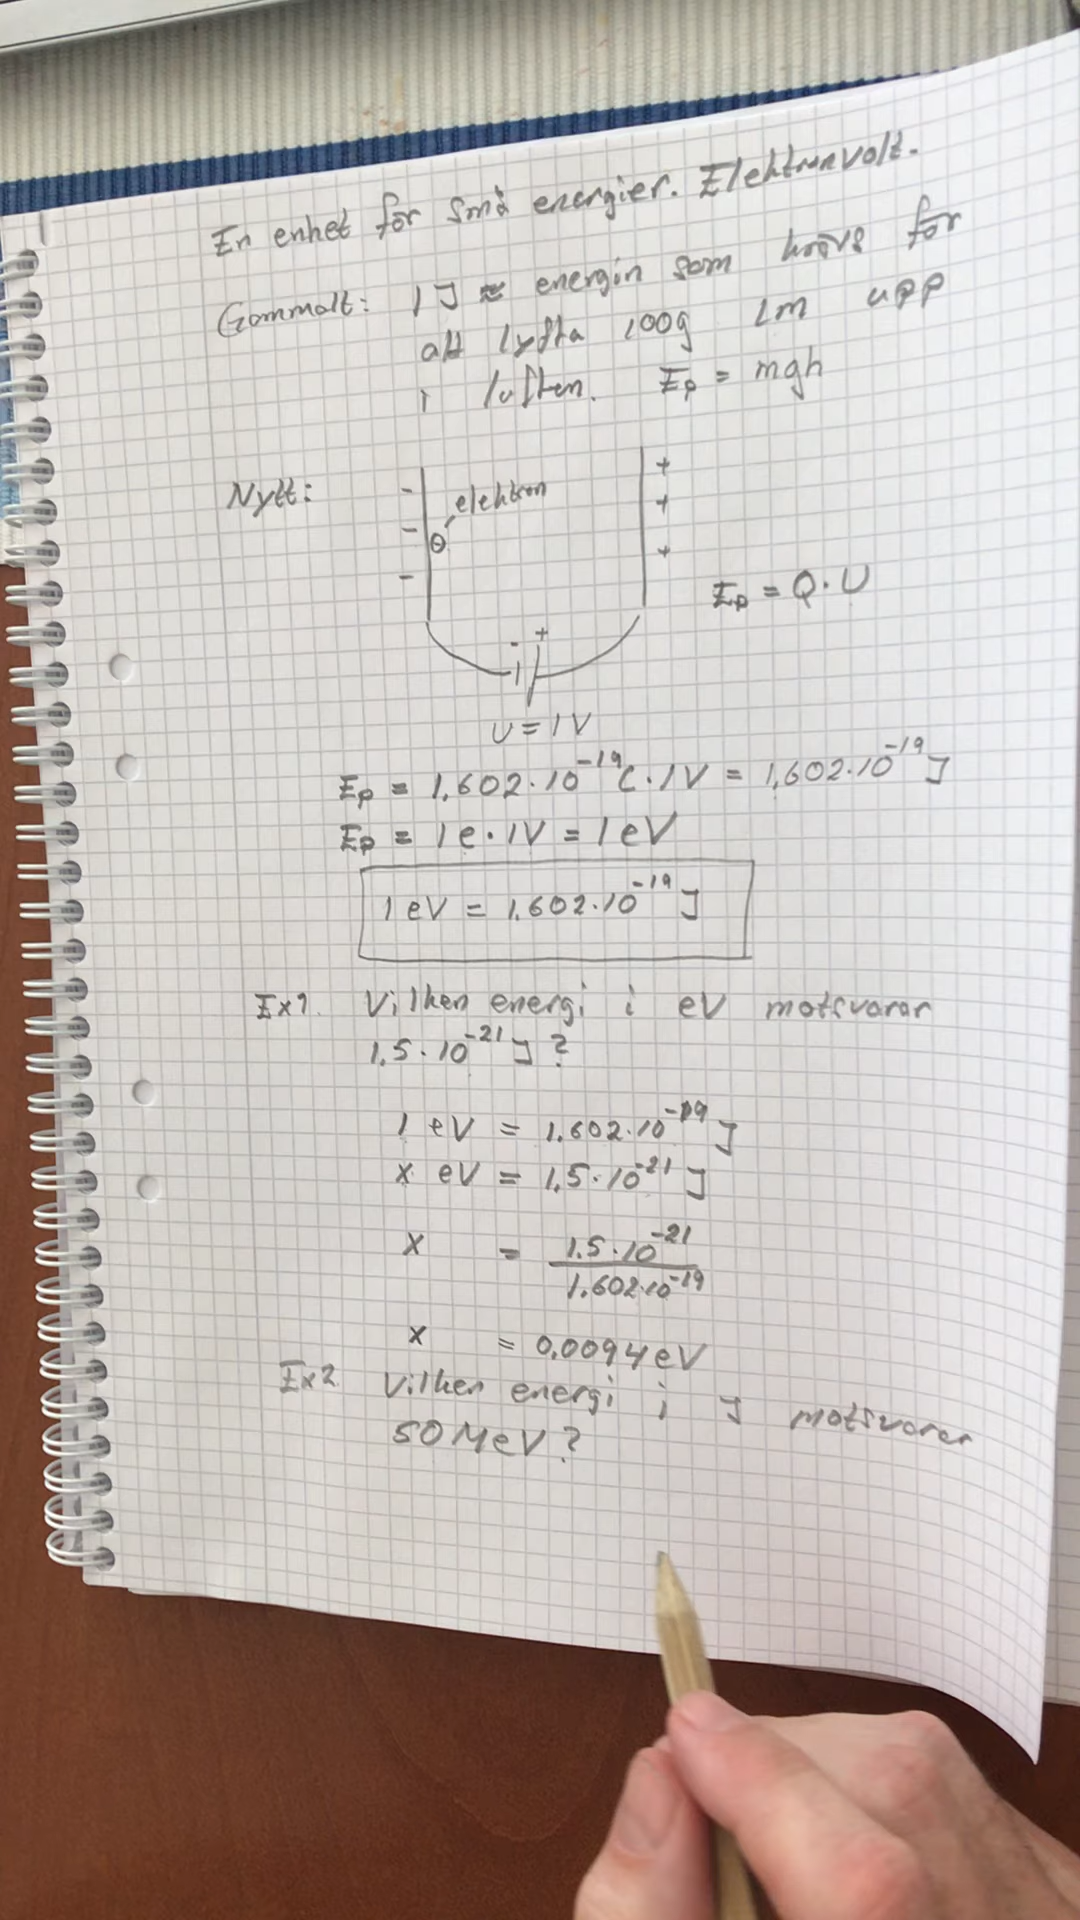 En enhet för små energier. Elektronvolt.
Gammalt: 1 J ≈ energin som krävs för
att lyfta 100g 1m upp
i luften. Ep = mgh
Nytt:
- elektron +
- ⊖ +
- +
Ep = Q·U
- +
U = 1V
Ep = 1,602·10^-19 C·1V = 1,602·10^-19 J
Ep = 1e·1V = 1eV
1 eV = 1,602·10^-19 J
Ex1. Vilken energi i eV motsvarar
1,5·10^-21 J?
1 eV = 1,602·10^-19 J
x eV = 1,5·10^-21 J
x = 1,5·10^-21
1,602·10^-19
x = 0,0094 eV
Ex2 Vilken energi i J motsvarar
50 MeV?